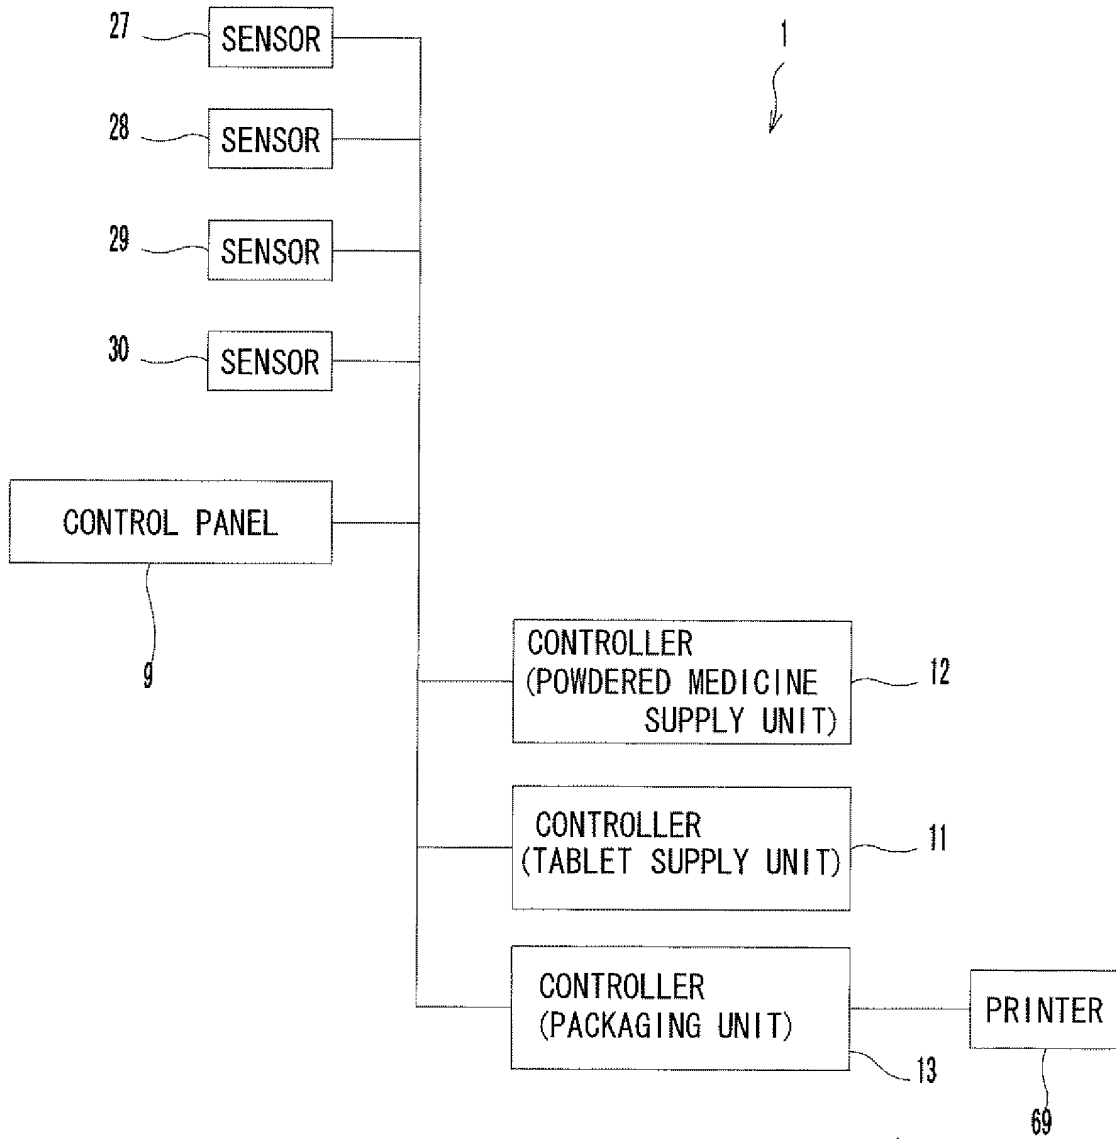 27
SENSOR
1
28
SENSOR
29
SENSOR
30
SENSOR
CONTROL PANEL
9
CONTROLLER
(POWDERED MEDICINE
SUPPLY UNIT)
12
CONTROLLER
(TABLET SUPPLY UNIT)
11
CONTROLLER
(PACKAGING UNIT)
13
PRINTER
69